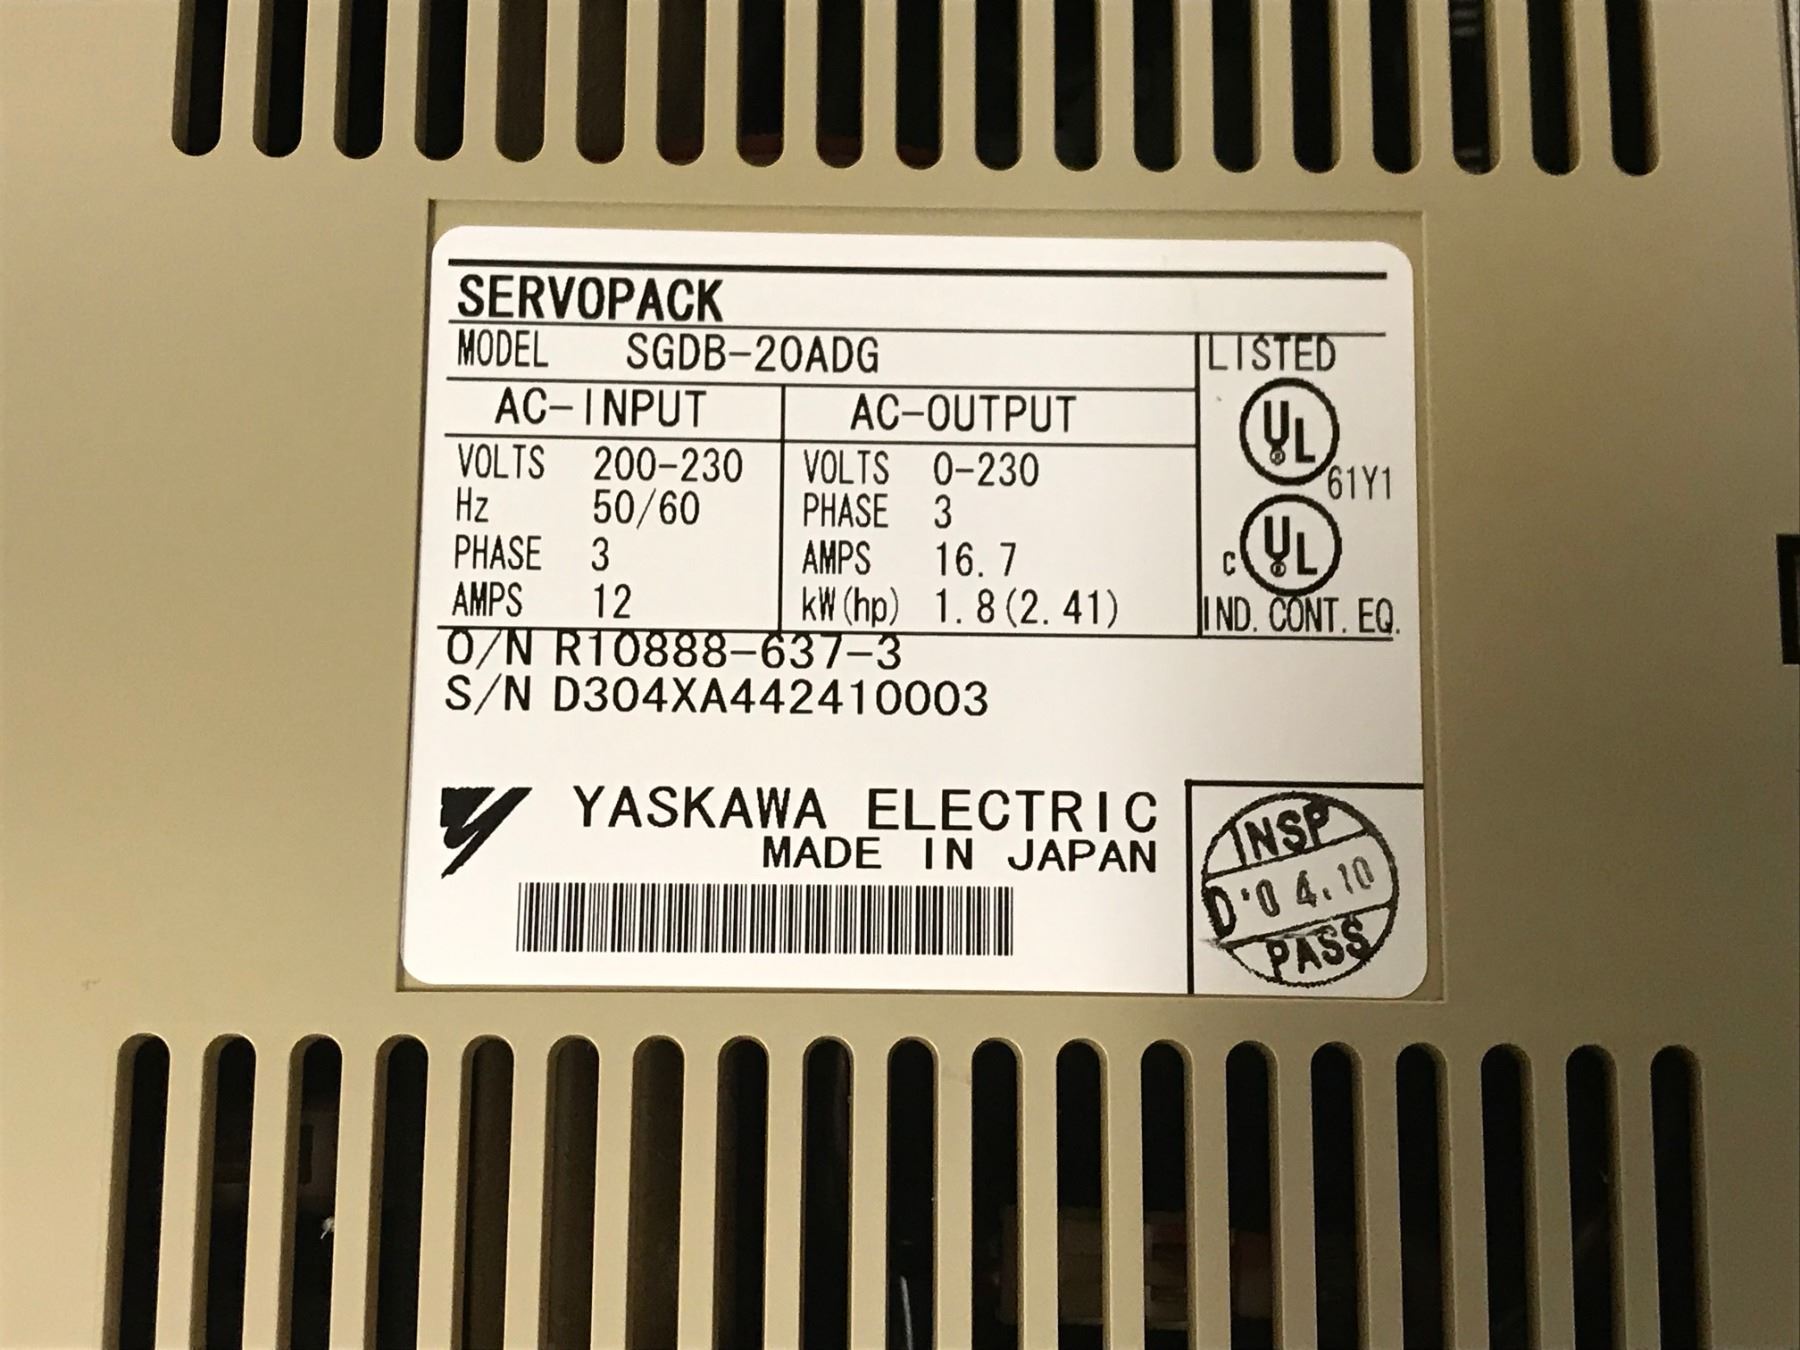 SERVOPACK
MODEL SGDB-20ADG
LISTED
AC-INPUT AC-OUTPUT
VOLTS 200-230 VOLTS 0-230
Hz 50/60 PHASE 3
PHASE 3 AMPS 16.7
AMPS 12 kW(hp) 1.8(2.41)
UL® 61Y1
c UL®
IND. CONT. EQ.
O/N R10888-637-3
S/N D304XA442410003
YASKAWA ELECTRIC
MADE IN JAPAN
INSP
D'04.10
PASS